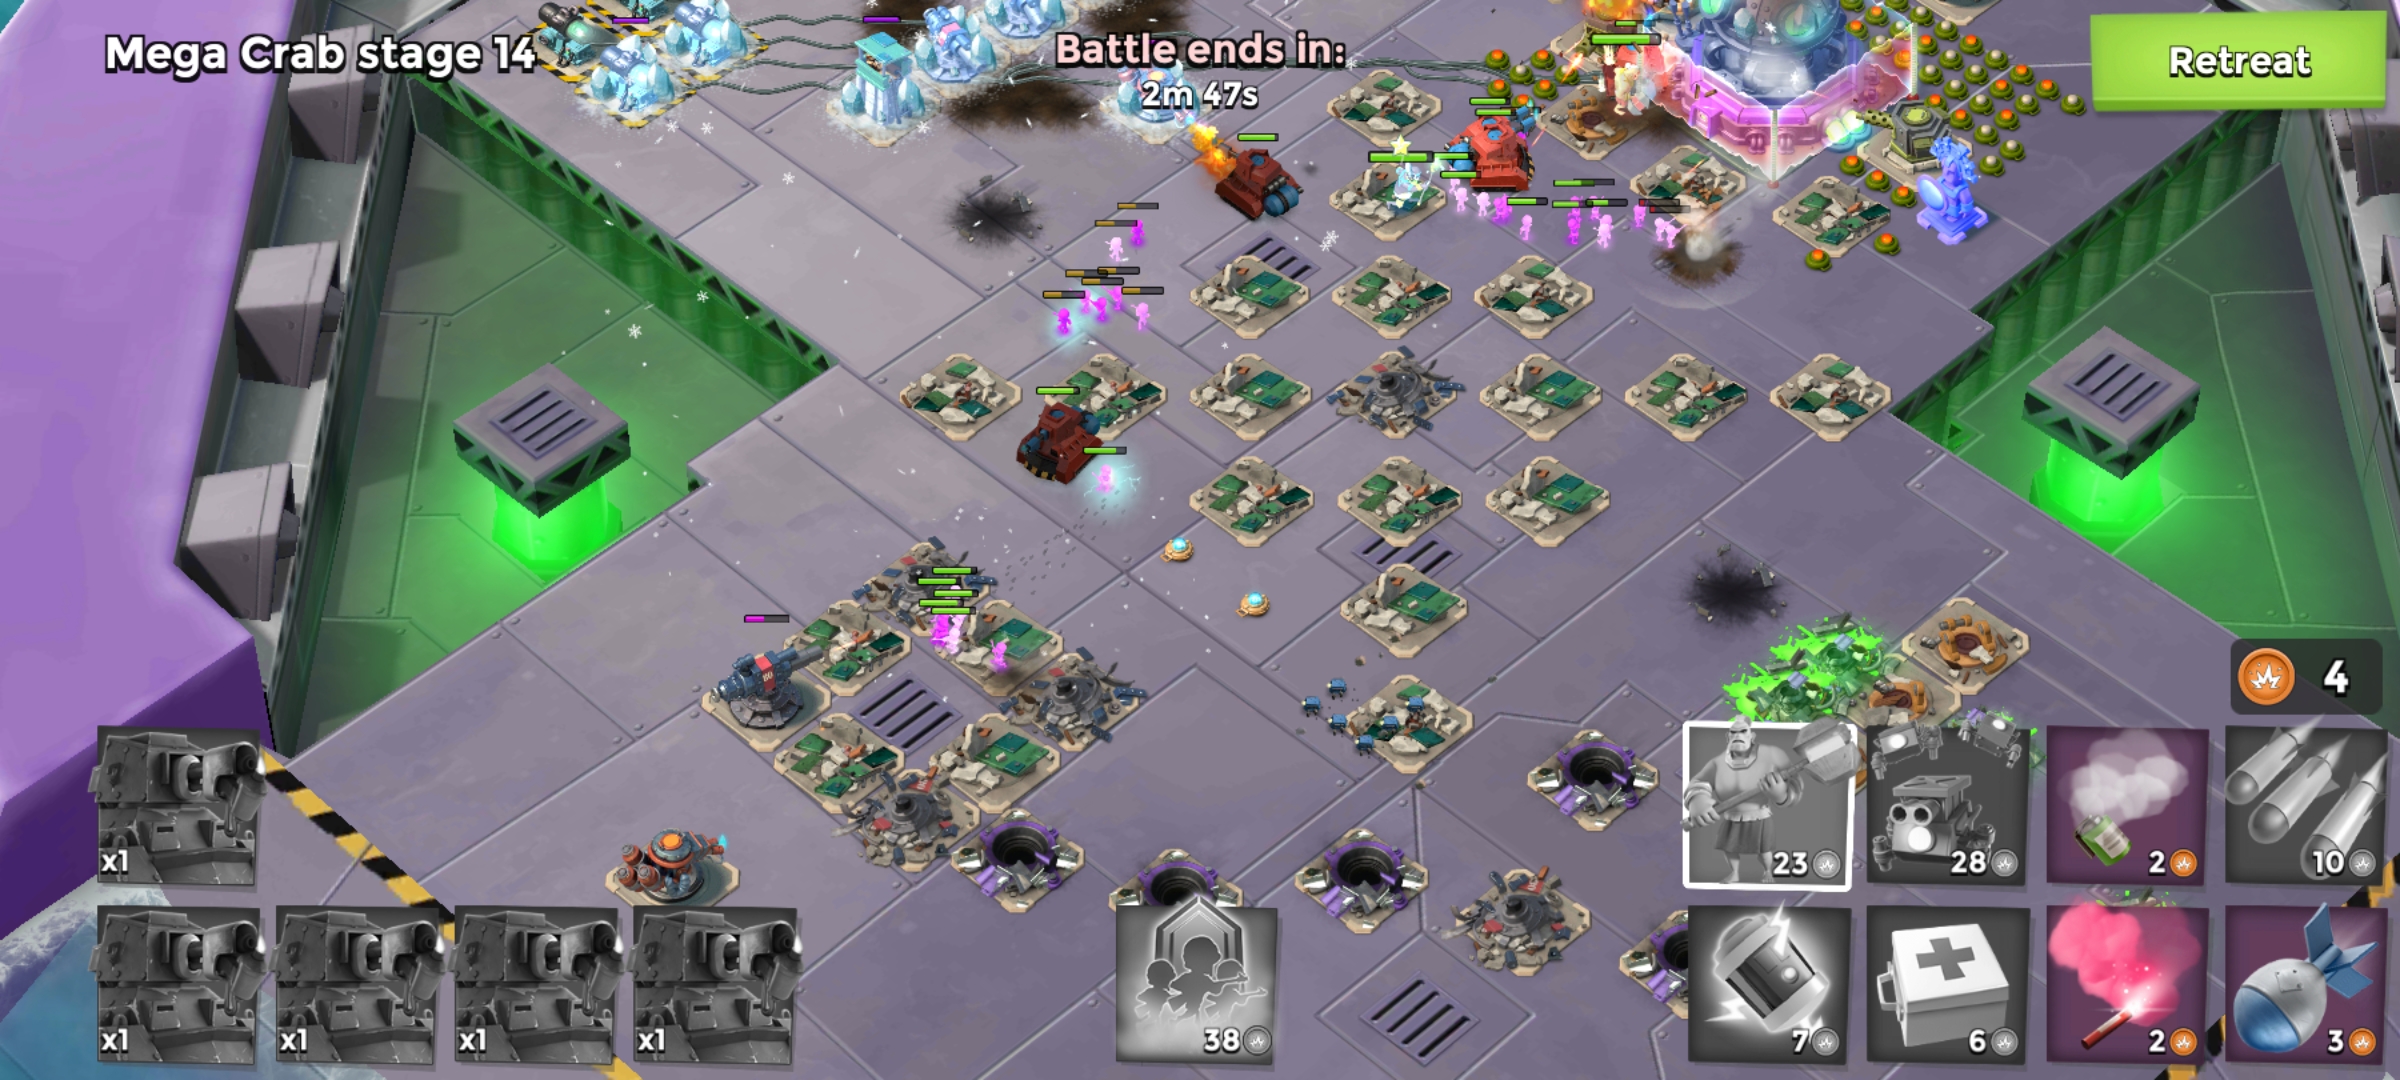 Mega Crab stage 14
Battle ends in:
2m 47s
Retreat
4
x1
23
28
2
10
x1
x1
x1
x1
38
7
6
2
3